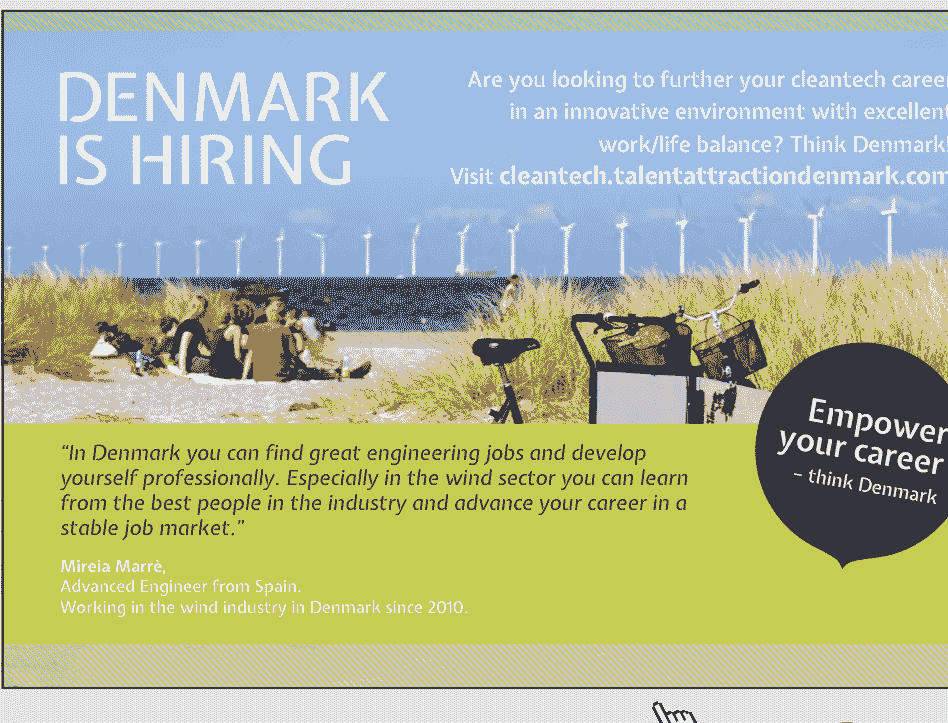 DENMARK
IS HIRING
Are you looking to further your cleantech career
in an innovative environment with excellent
work/life balance? Think Denmark!
Visit cleantech.talentattractiondenmark.com
"In Denmark you can find great engineering jobs and develop
yourself professionally. Especially in the wind sector you can learn
from the best people in the industry and advance your career in a
stable job market."
Mireia Marrè,
Advanced Engineer from Spain.
Working in the wind industry in Denmark since 2010.
Empower
your career
– think Denmark